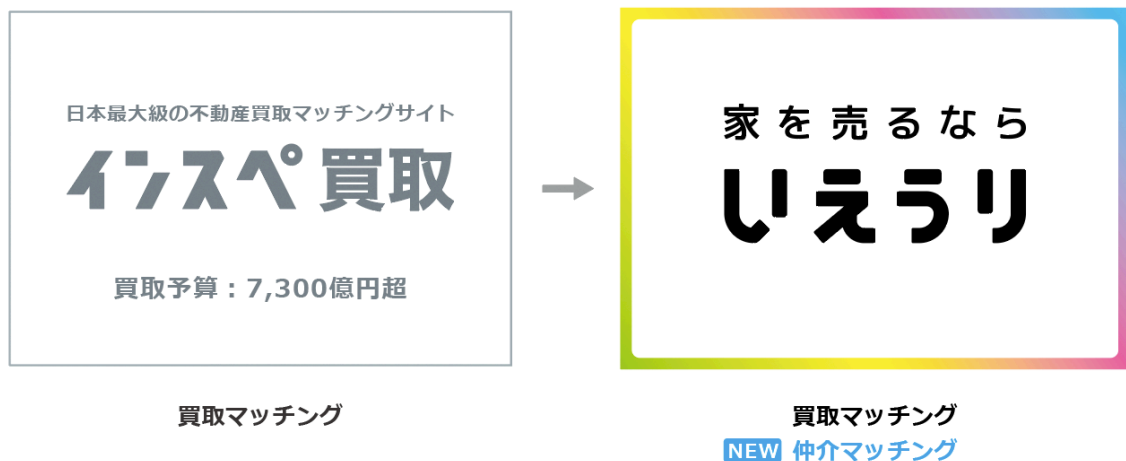 日本最大級の不動産買取マッチングサイト
インスペ買取
買取予算：7,300億円超
買取マッチング
家を売るなら
いえうり
買取マッチング
NEW 仲介マッチング